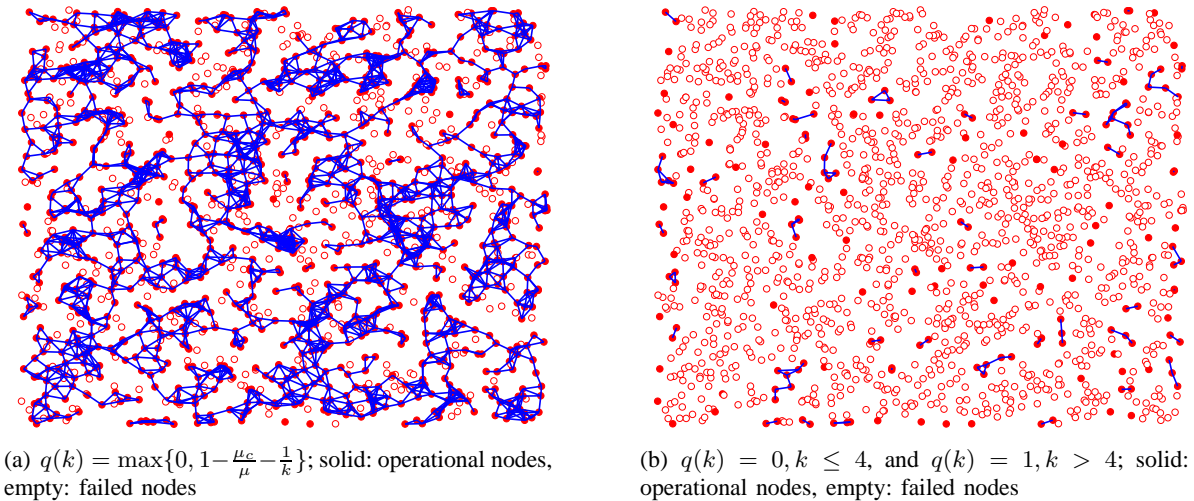 (a) q(k) = max{0, 1−μc/μ−1/k}; solid: operational nodes,
empty: failed nodes
(b) q(k) = 0, k ≤ 4, and q(k) = 1, k > 4; solid:
operational nodes, empty: failed nodes